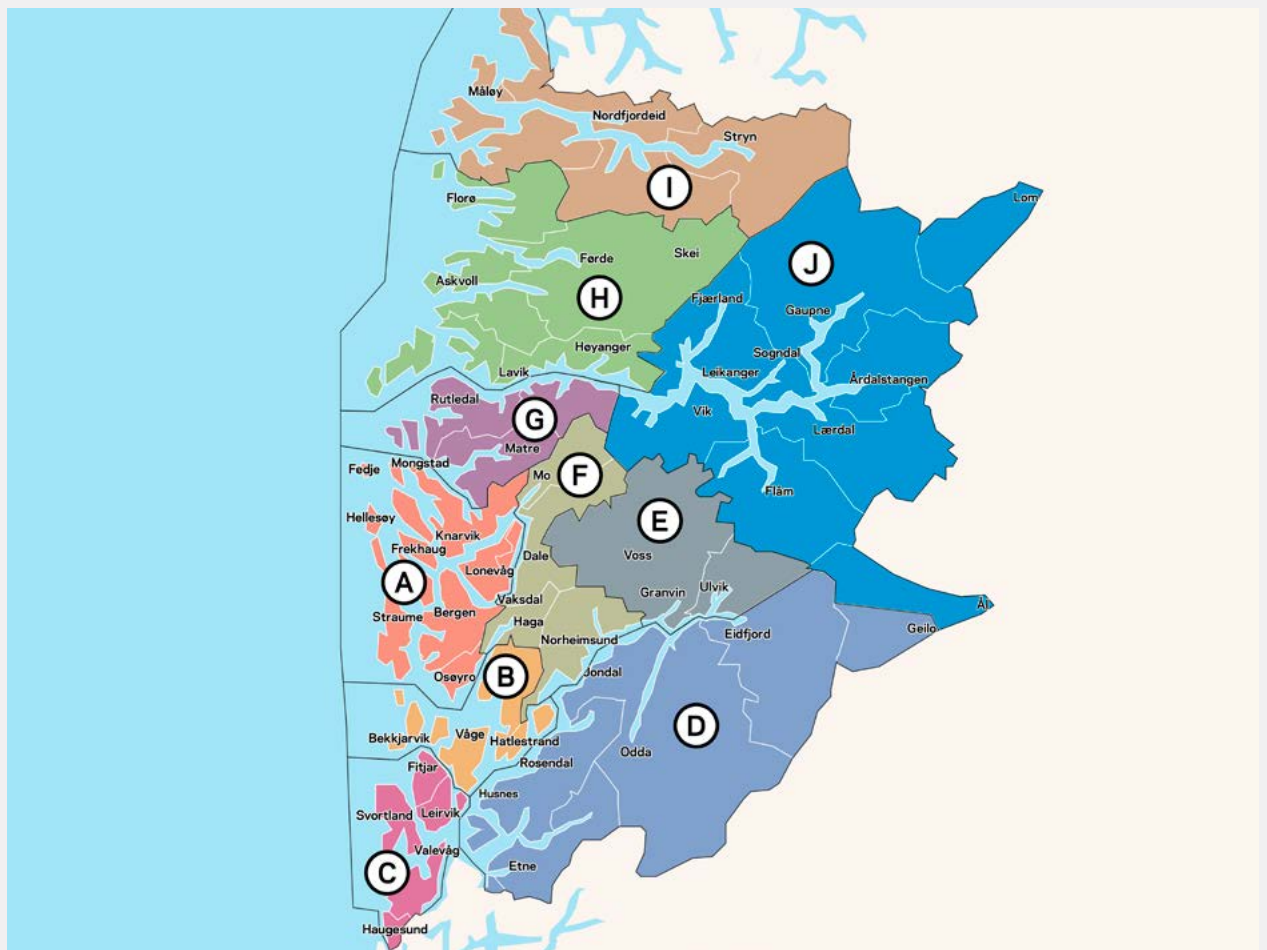 Måløy
Nordfjordeid
Stryn
I
Florø
Lom
Førde
Skei
J
Askvoll
H
Fjærland
Gaupne
Høyanger
Sogndal
Lavik
Leikanger
Årdalstangen
Rutledal
G
Vik
Lærdal
Matre
Fedje
Mongstad
Mo
F
Flåm
Hellesøy
Knarvik
E
Frekhaug
Dale
Voss
Lonevåg
A
Granvin
Ulvik
Vaksdal
Straume
Bergen
Haga
Ål
Norheimsund
Eidfjord
Geilo
Osøyro
B
Jondal
D
Bekkjarvik
Våge
Hatlestrand
Odda
Rosendal
Fitjar
Husnes
Svortland
Leirvik
Valevåg
C
Etne
Haugesund